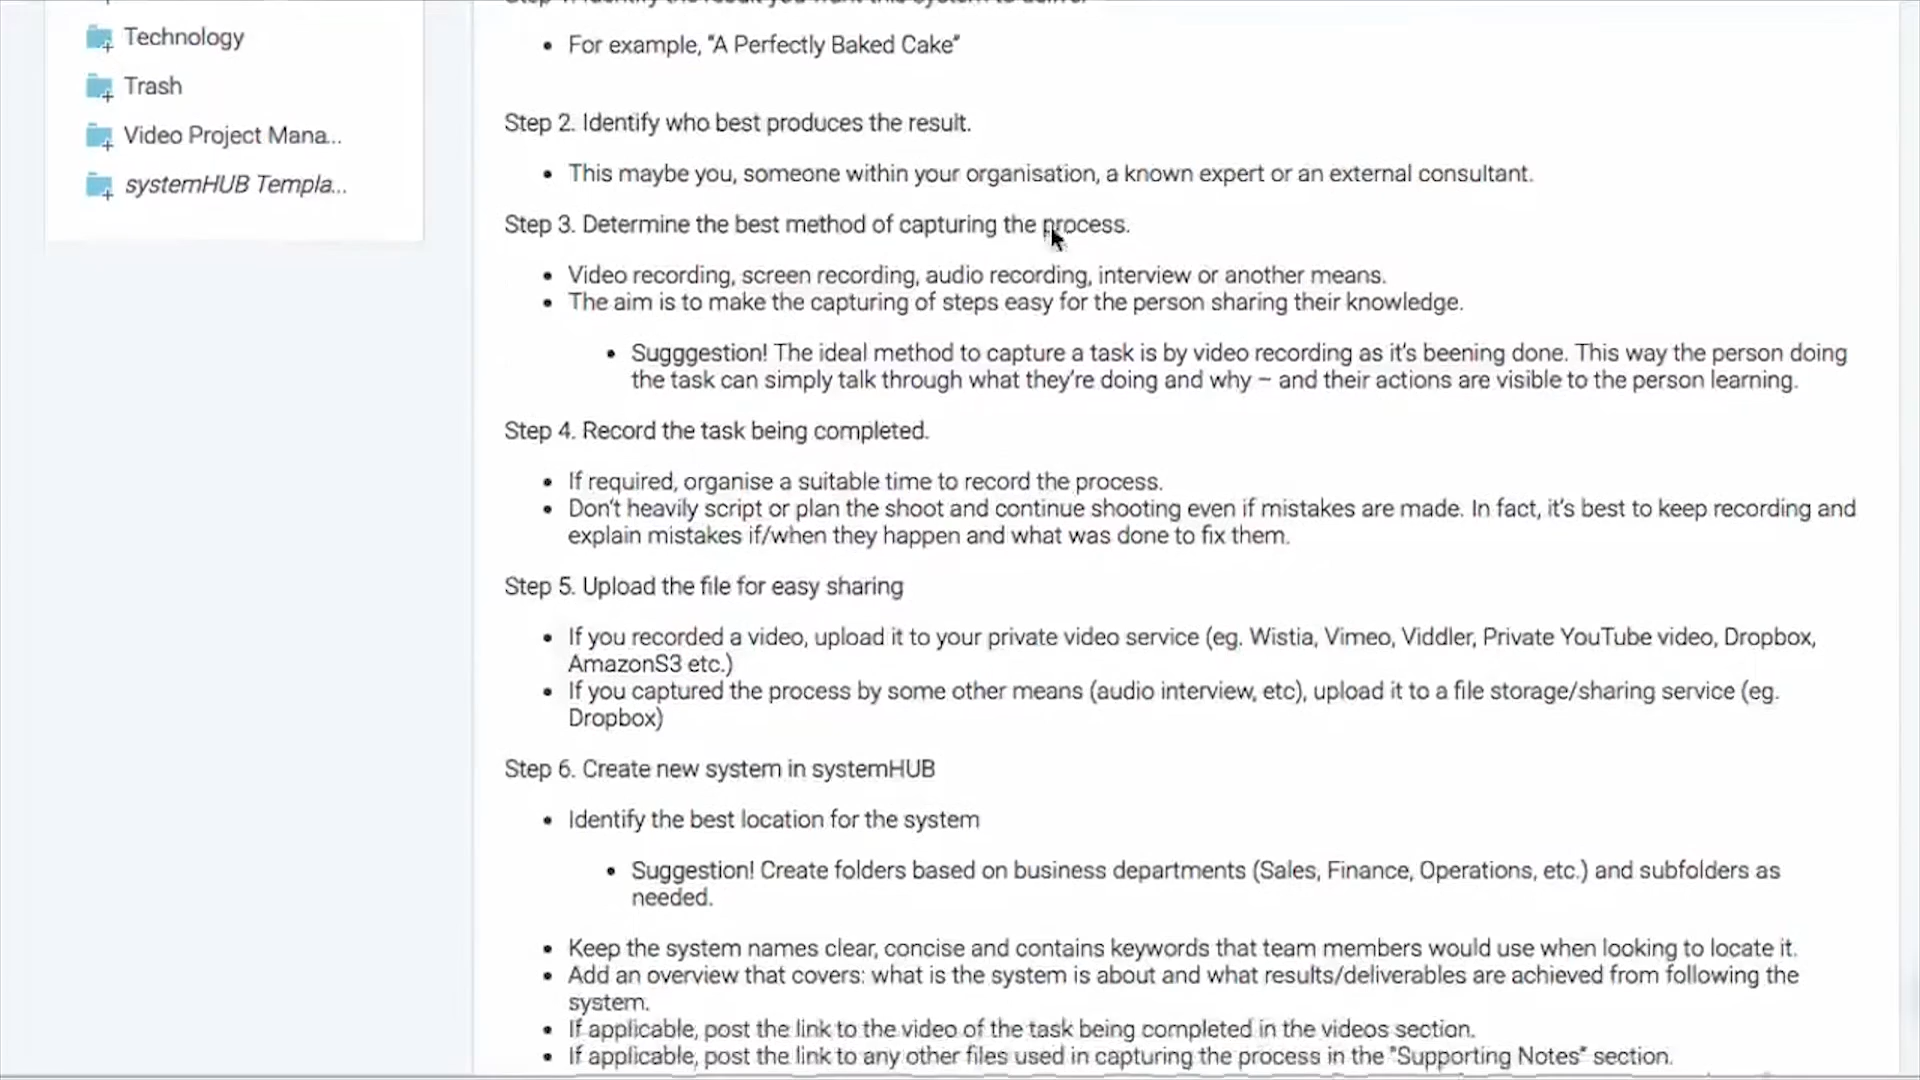 Technology
Trash
Video Project Mana...
systemHUB Templa...
Step 1. Identify the result you want this system to deliver
• For example, "A Perfectly Baked Cake"
Step 2. Identify who best produces the result.
• This maybe you, someone within your organisation, a known expert or an external consultant.
Step 3. Determine the best method of capturing the process.
• Video recording, screen recording, audio recording, interview or another means.
• The aim is to make the capturing of steps easy for the person sharing their knowledge.
• Sugggestion! The ideal method to capture a task is by video recording as it's beening done. This way the person doing
the task can simply talk through what they're doing and why – and their actions are visible to the person learning.
Step 4. Record the task being completed.
• If required, organise a suitable time to record the process.
• Don't heavily script or plan the shoot and continue shooting even if mistakes are made. In fact, it's best to keep recording and
explain mistakes if/when they happen and what was done to fix them.
Step 5. Upload the file for easy sharing
• If you recorded a video, upload it to your private video service (eg. Wistia, Vimeo, Viddler, Private YouTube video, Dropbox,
AmazonS3 etc.)
• If you captured the process by some other means (audio interview, etc), upload it to a file storage/sharing service (eg.
Dropbox)
Step 6. Create new system in systemHUB
• Identify the best location for the system
• Suggestion! Create folders based on business departments (Sales, Finance, Operations, etc.) and subfolders as
needed.
• Keep the system names clear, concise and contains keywords that team members would use when looking to locate it.
• Add an overview that covers: what is the system is about and what results/deliverables are achieved from following the
system.
• If applicable, post the link to the video of the task being completed in the videos section.
• If applicable, post the link to any other files used in capturing the process in the "Supporting Notes" section.